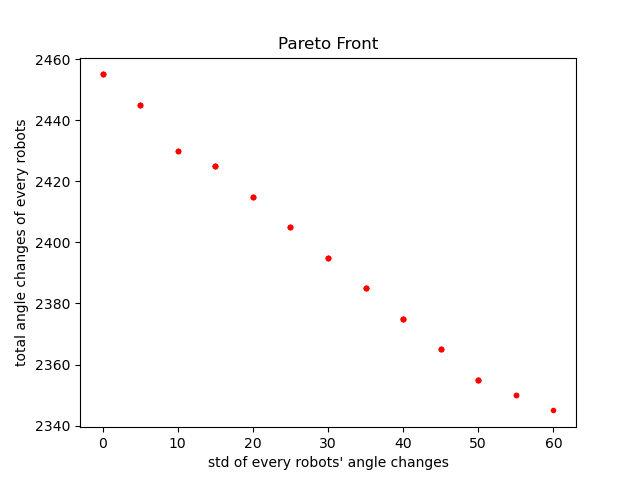 Pareto Front
total angle changes of every robots
2460
2440
2420
2400
2380
2360
2340
0 10 20 30 40 50 60
std of every robots' angle changes